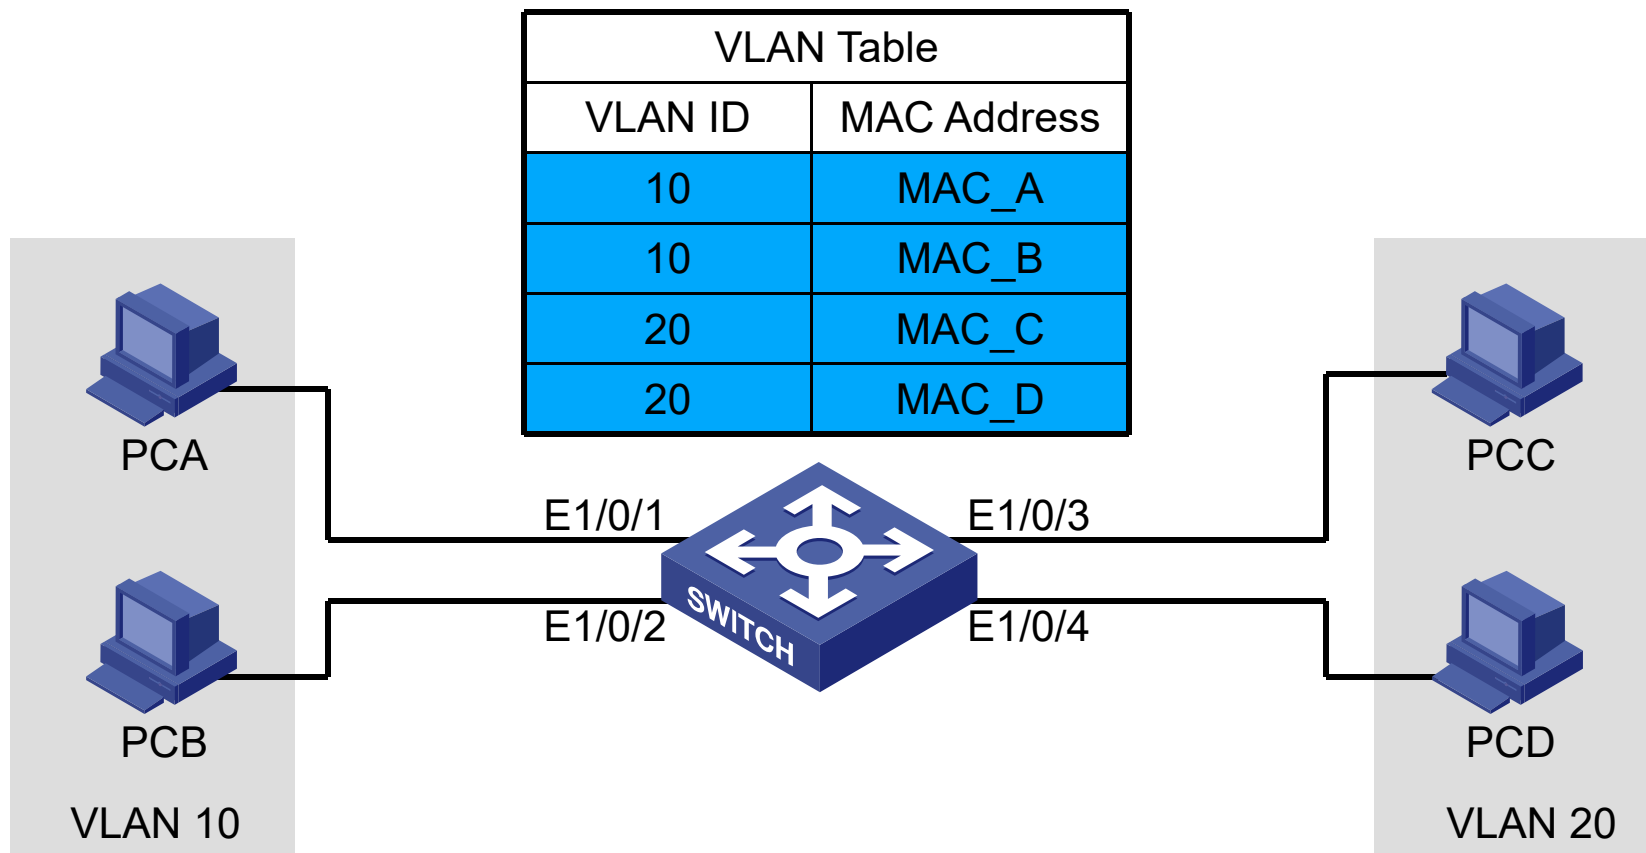 VLAN Table
VLAN ID MAC Address
10 MAC_A
10 MAC_B
20 MAC_C
20 MAC_D
PCA
PCC
E1/0/1
E1/0/3
SWITCH
E1/0/2
E1/0/4
PCB
PCD
VLAN 10
VLAN 20